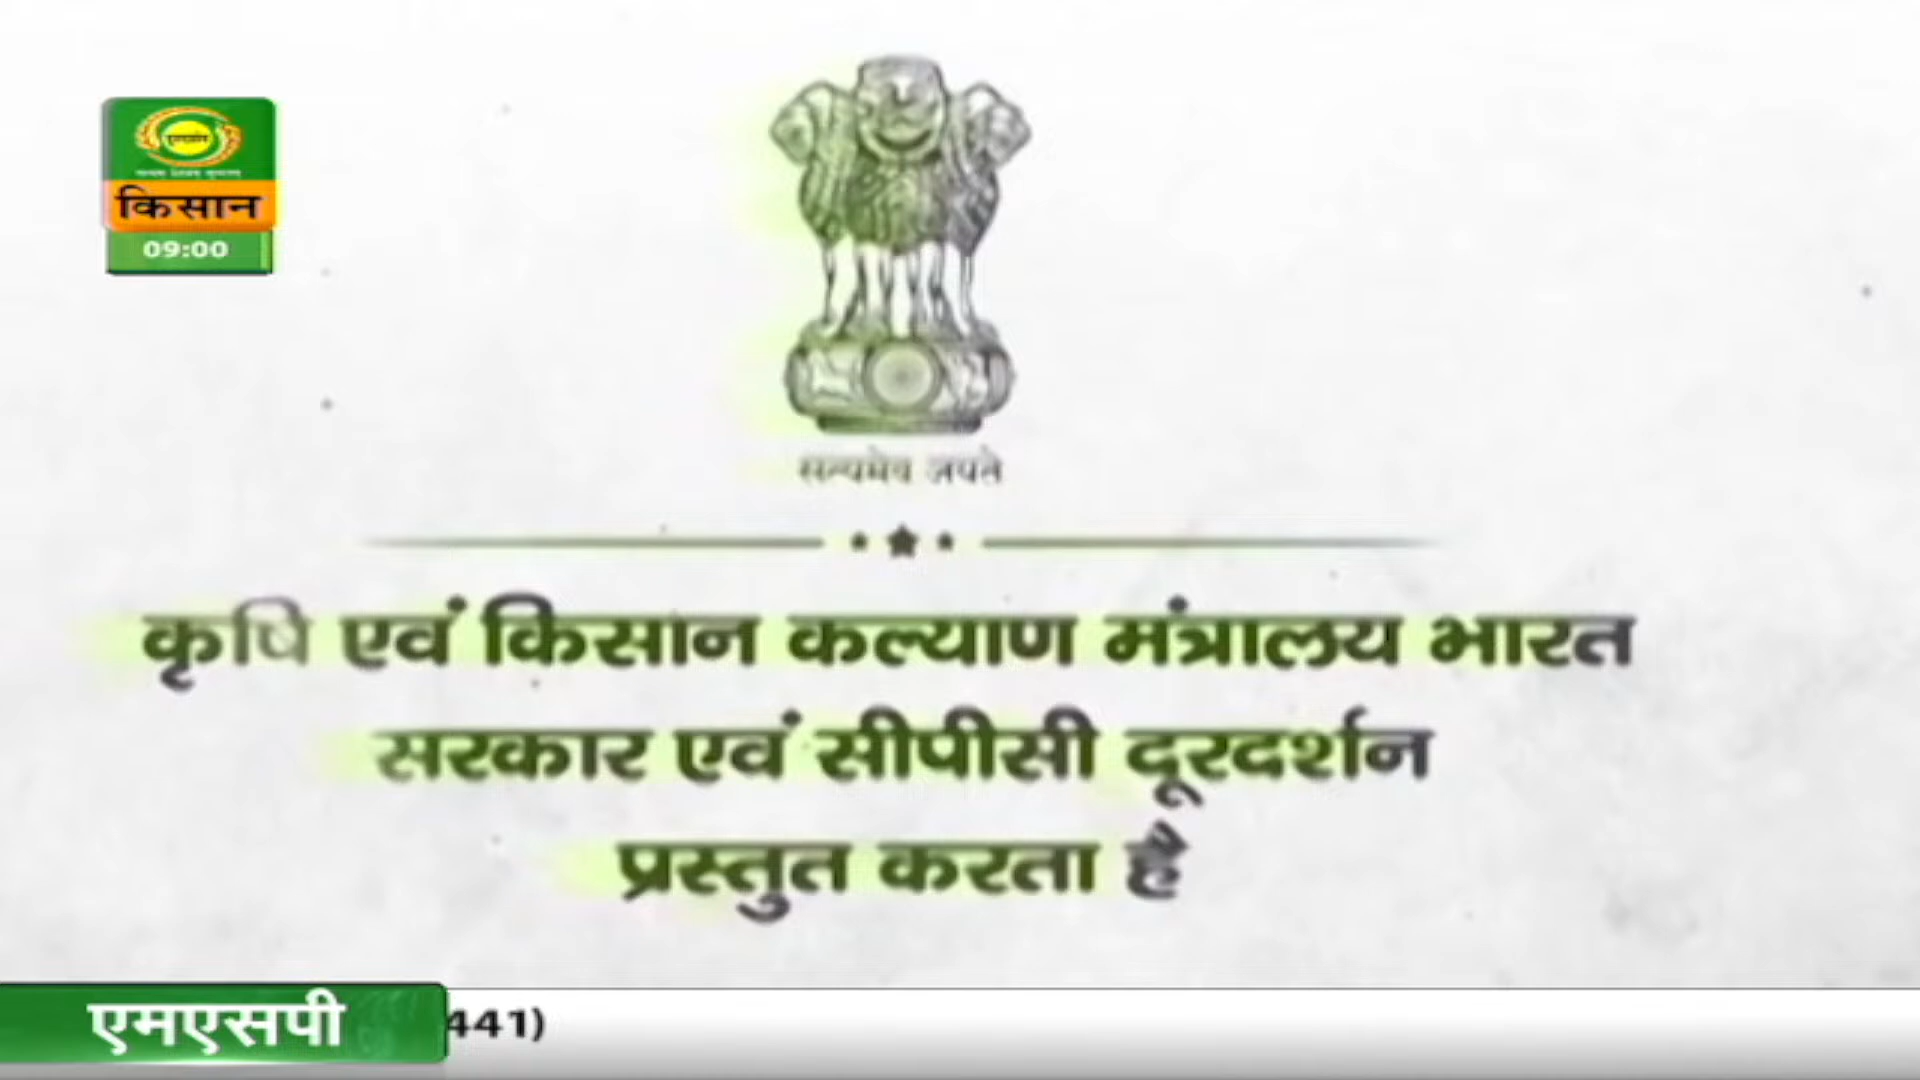 किसान
09:00
सत्यमेव जयते
कृषि एवं किसान कल्याण मंत्रालय भारत
सरकार एवं सीपीसी दूरदर्शन
प्रस्तुत करता है
एमएसपी
441)